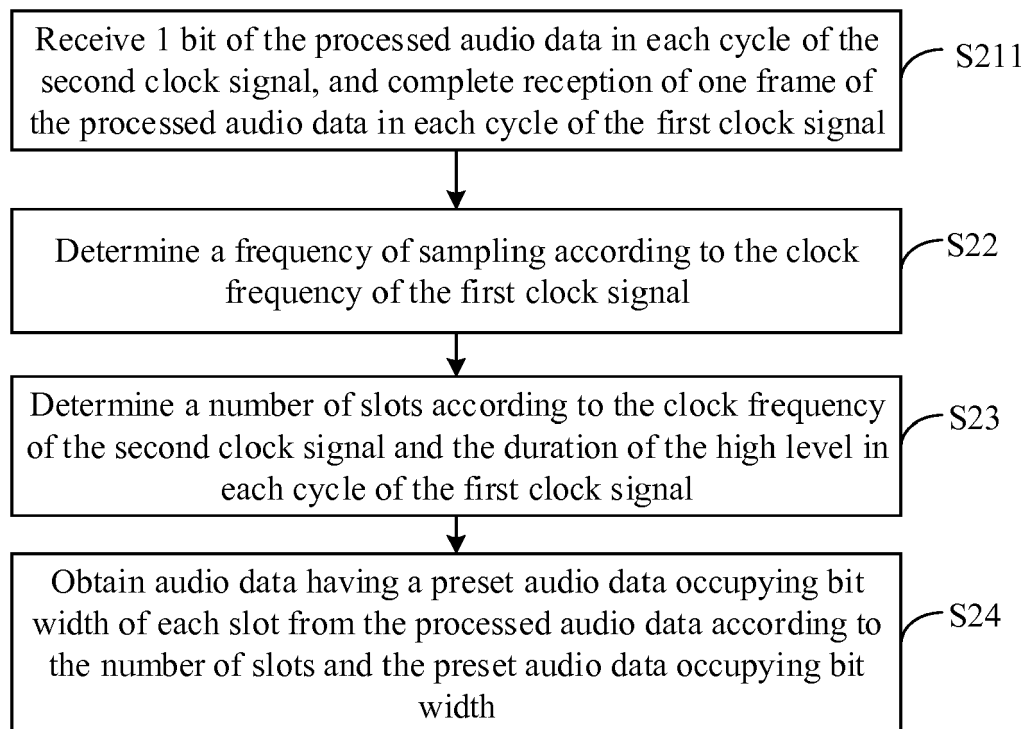 Receive 1 bit of the processed audio data in each cycle of the
second clock signal, and complete reception of one frame of
the processed audio data in each cycle of the first clock signal
S211
Determine a frequency of sampling according to the clock
frequency of the first clock signal
S22
Determine a number of slots according to the clock frequency
of the second clock signal and the duration of the high level in
each cycle of the first clock signal
S23
Obtain audio data having a preset audio data occupying bit
width of each slot from the processed audio data according to
the number of slots and the preset audio data occupying bit
width
S24